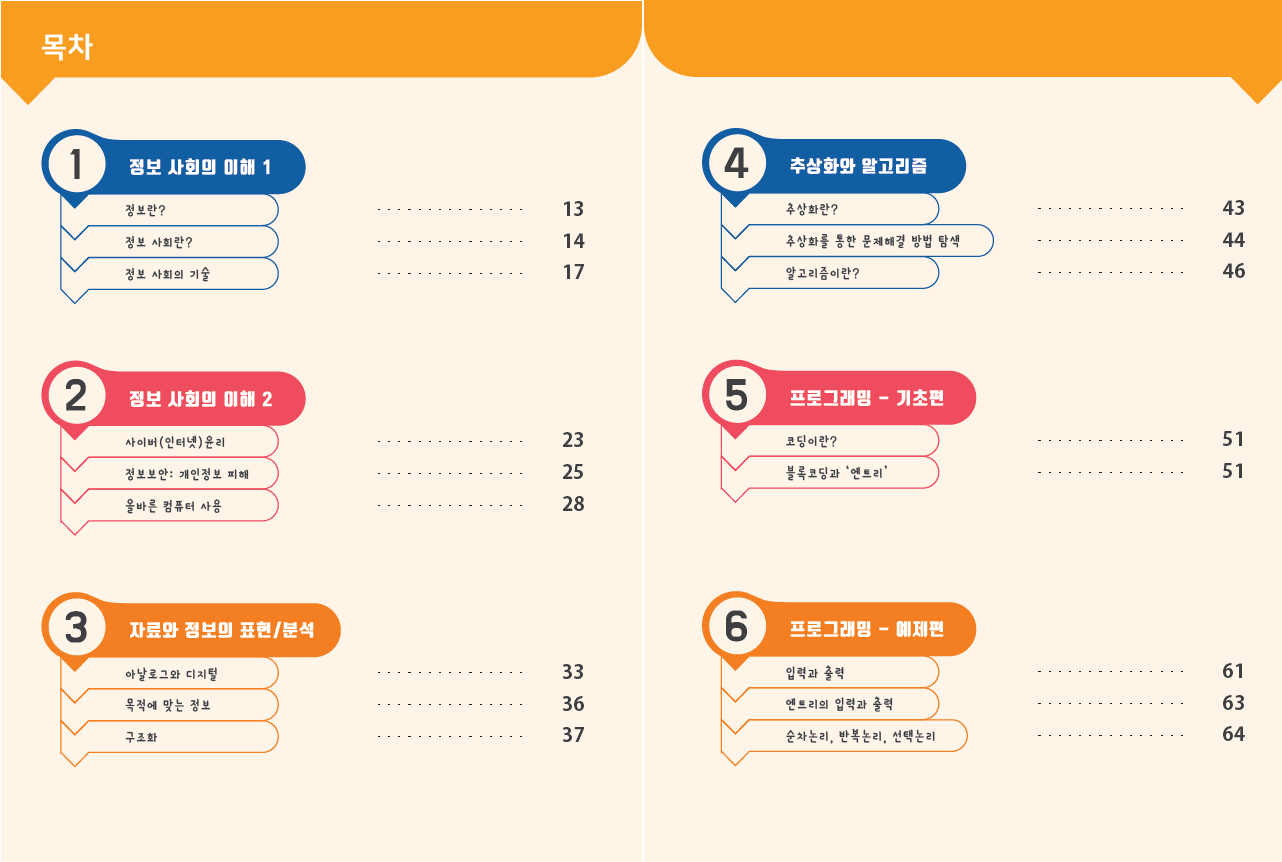 목차
1 정보 사회의 이해 1
정보란? 13
정보 사회란? 14
정보 사회의 기술 17
2 정보 사회의 이해 2
사이버(인터넷)윤리 23
정보보안: 개인정보 피해 25
올바른 컴퓨터 사용 28
3 자료와 정보의 표현/분석
아날로그와 디지털 33
목적에 맞는 정보 36
구조화 37
4 추상화와 알고리즘
추상화란? 43
추상화를 통한 문제해결 방법 탐색 44
알고리즘이란? 46
5 프로그래밍 - 기초편
코딩이란? 51
블록코딩과 ‘엔트리’ 51
6 프로그래밍 - 예제편
입력과 출력 61
엔트리의 입력과 출력 63
순차논리, 반복논리, 선택논리 64